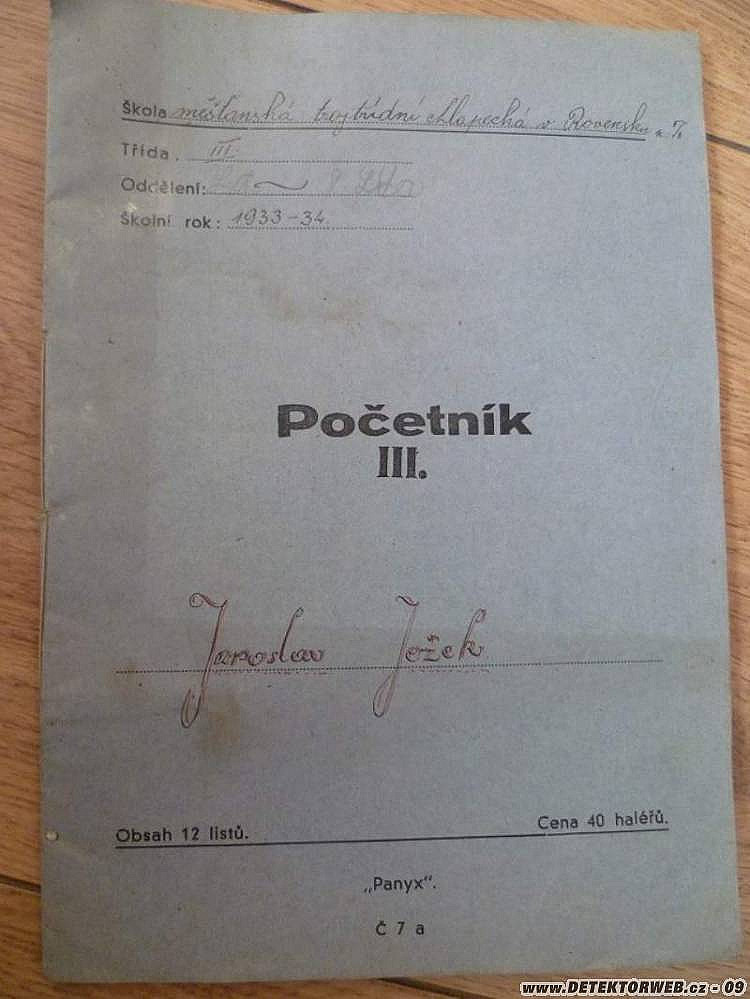 Škola měšťanská trojtřídní chlapecká v Rovensku p. T.
Třída. III.
Oddělení:
Školní rok: 1933-34.
Početník
III.
Jaroslav Ježek
Obsah 12 listů. Cena 40 haléřů.
„Panyx".
Č 7 a
www.DETEKTORWEB.cz - 09